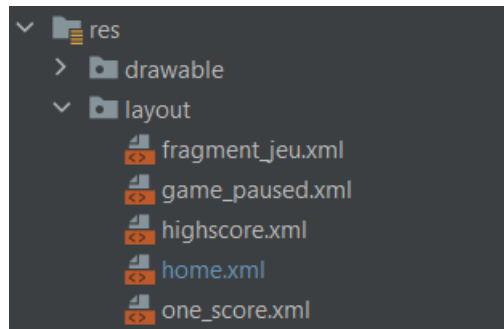 res
drawable
layout
fragment_jeu.xml
game_paused.xml
highscore.xml
home.xml
one_score.xml